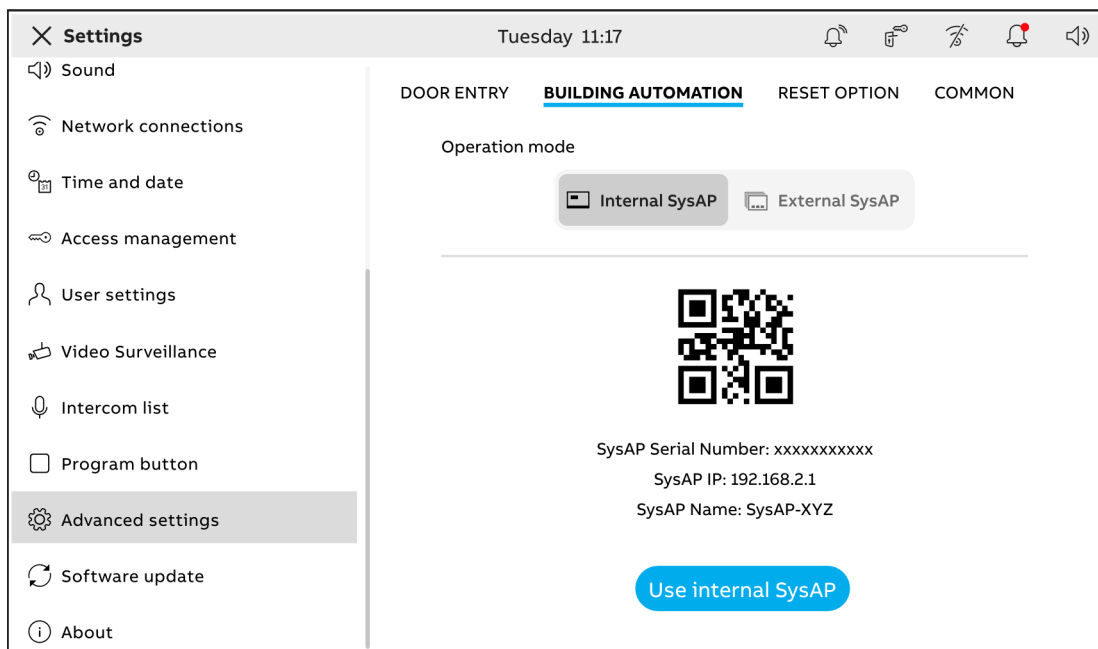 Settings
Tuesday 11:17
Sound
Network connections
31
Time and date
Access management
User settings
Video Surveillance
Intercom list
Program button
Advanced settings
Software update
About
DOOR ENTRY BUILDING AUTOMATION RESET OPTION COMMON
Operation mode
Internal SysAP External SysAP
SysAP Serial Number: xxxxxxxxxxx
SysAP IP: 192.168.2.1
SysAP Name: SysAP-XYZ
Use internal SysAP